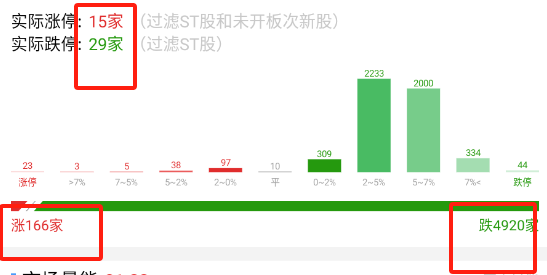 实际涨停: 15家 (过滤ST股和未开板次新股)
实际跌停: 29家 (过滤ST股)
23 3 5 38 97 10 309 2233 2000 334 44
涨停 >7% 7~5% 5~2% 2~0% 平 0~2% 2~5% 5~7% 7%< 跌停
涨166家 跌4920家